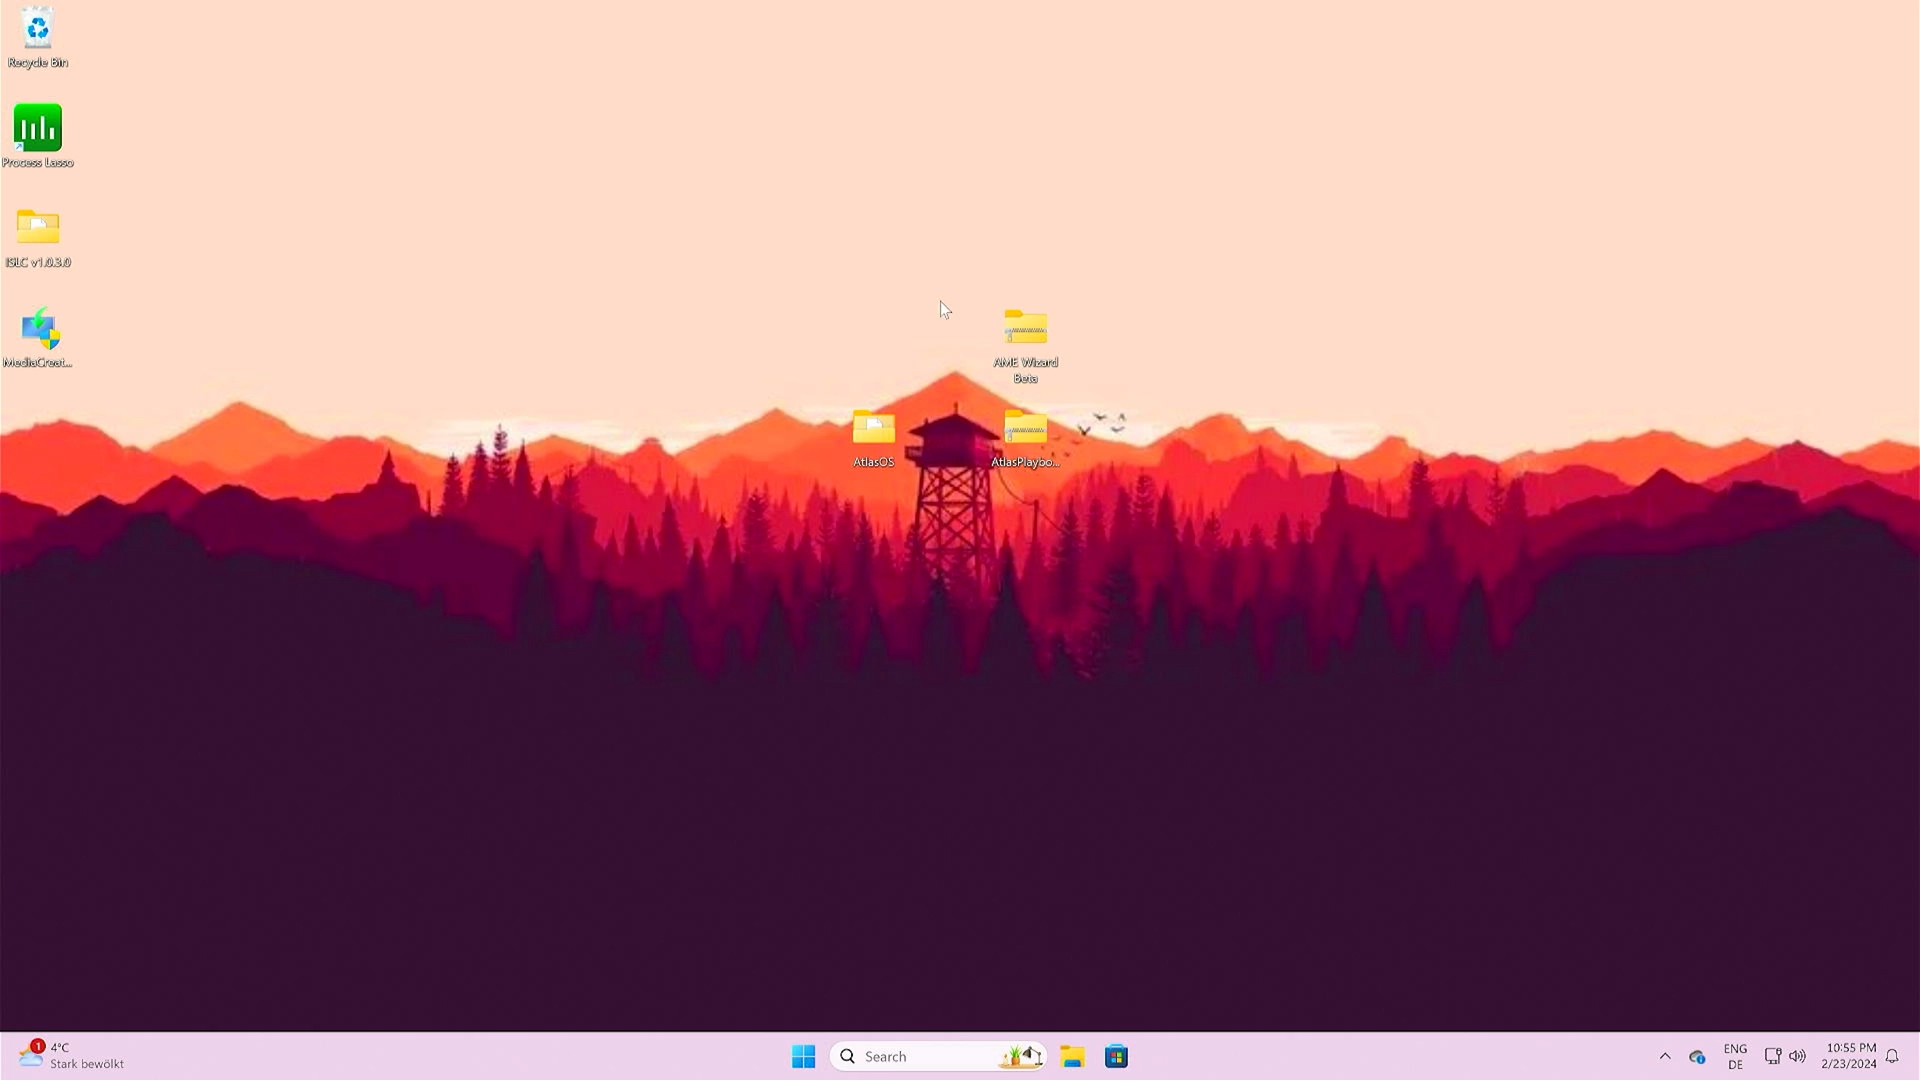 Recycle Bin
Process Lasso
ISLC v1.0.3.0
MediaCreat...
AME Wizard
Beta
AtlasOS
AtlasPlaybo...
1
4°C
Stark bewölkt
Search
ENG
DE
10:55 PM
2/23/2024